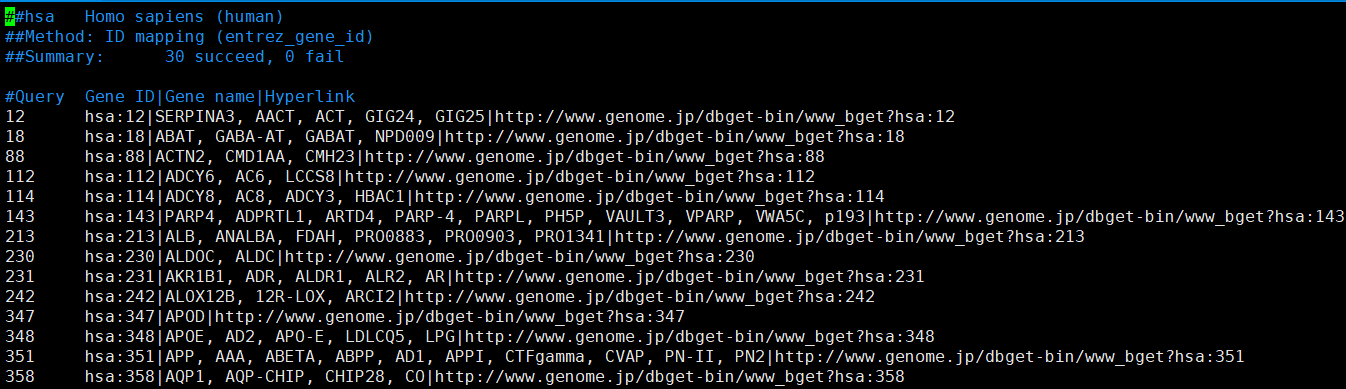 ##hsa	Homo sapiens (human)
##Method: ID mapping (entrez_gene_id)
##Summary:	30 succeed, 0 fail

#Query	Gene ID|Gene name|Hyperlink
12	hsa:12|SERPINA3, AACT, ACT, GIG24, GIG25|http://www.genome.jp/dbget-bin/www_bget?hsa:12
18	hsa:18|ABAT, GABA-AT, GABAT, NPD009|http://www.genome.jp/dbget-bin/www_bget?hsa:18
88	hsa:88|ACTN2, CMD1AA, CMH23|http://www.genome.jp/dbget-bin/www_bget?hsa:88
112	hsa:112|ADCY6, AC6, LCCS8|http://www.genome.jp/dbget-bin/www_bget?hsa:112
114	hsa:114|ADCY8, AC8, ADCY3, HBAC1|http://www.genome.jp/dbget-bin/www_bget?hsa:114
143	hsa:143|PARP4, ADPRTL1, ARTD4, PARP-4, PARPL, PH5P, VAULT3, VPARP, VWA5C, p193|http://www.genome.jp/dbget-bin/www_bget?hsa:143
213	hsa:213|ALB, ANALBA, FDAH, PRO0883, PRO0903, PRO1341|http://www.genome.jp/dbget-bin/www_bget?hsa:213
230	hsa:230|ALDOC, ALDC|http://www.genome.jp/dbget-bin/www_bget?hsa:230
231	hsa:231|AKR1B1, ADR, ALDR1, ALR2, AR|http://www.genome.jp/dbget-bin/www_bget?hsa:231
242	hsa:242|ALOX12B, 12R-LOX, ARCI2|http://www.genome.jp/dbget-bin/www_bget?hsa:242
347	hsa:347|APOD|http://www.genome.jp/dbget-bin/www_bget?hsa:347
348	hsa:348|APOE, AD2, APO-E, LDLCQ5, LPG|http://www.genome.jp/dbget-bin/www_bget?hsa:348
351	hsa:351|APP, AAA, ABETA, ABPP, AD1, APPI, CTFgamma, CVAP, PN-II, PN2|http://www.genome.jp/dbget-bin/www_bget?hsa:351
358	hsa:358|AQP1, AQP-CHIP, CHIP28, CO|http://www.genome.jp/dbget-bin/www_bget?hsa:358